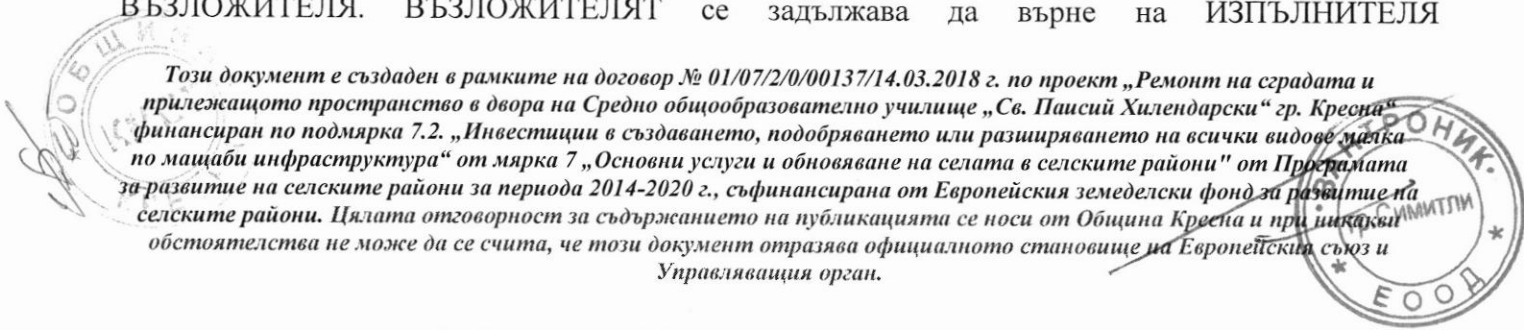 ВЪЗЛОЖИТЕЛЯ. ВЪЗЛОЖИТЕЛЯТ се задължава да върне на ИЗПЪЛНИТЕЛЯ
Този документ е създаден в рамките на договор № 01/07/2/0/00137/14.03.2018 г. по проект „Ремонт на сградата и
прилежащото пространство в двора на Средно общообразователно училище „Св. Паисий Хилендарски“ гр. Кресна“
финансиран по подмярка 7.2. „Инвестиции в създаването, подобряването или разширяването на всички видове малка
по мащаби инфраструктура“ от мярка 7 „Основни услуги и обновяване на селата в селските райони" от Програмата
за развитие на селските райони за периода 2014-2020 г., съфинансирана от Европейския земеделски фонд за развитие на
селските райони. Цялата отговорност за съдържанието на публикацията се носи от Община Кресна и при никакви
обстоятелства не може да се счита, че този документ отразява официалното становище на Европейския съюз и
Управляващия орган.
СИМИТЛИ
ЕООД